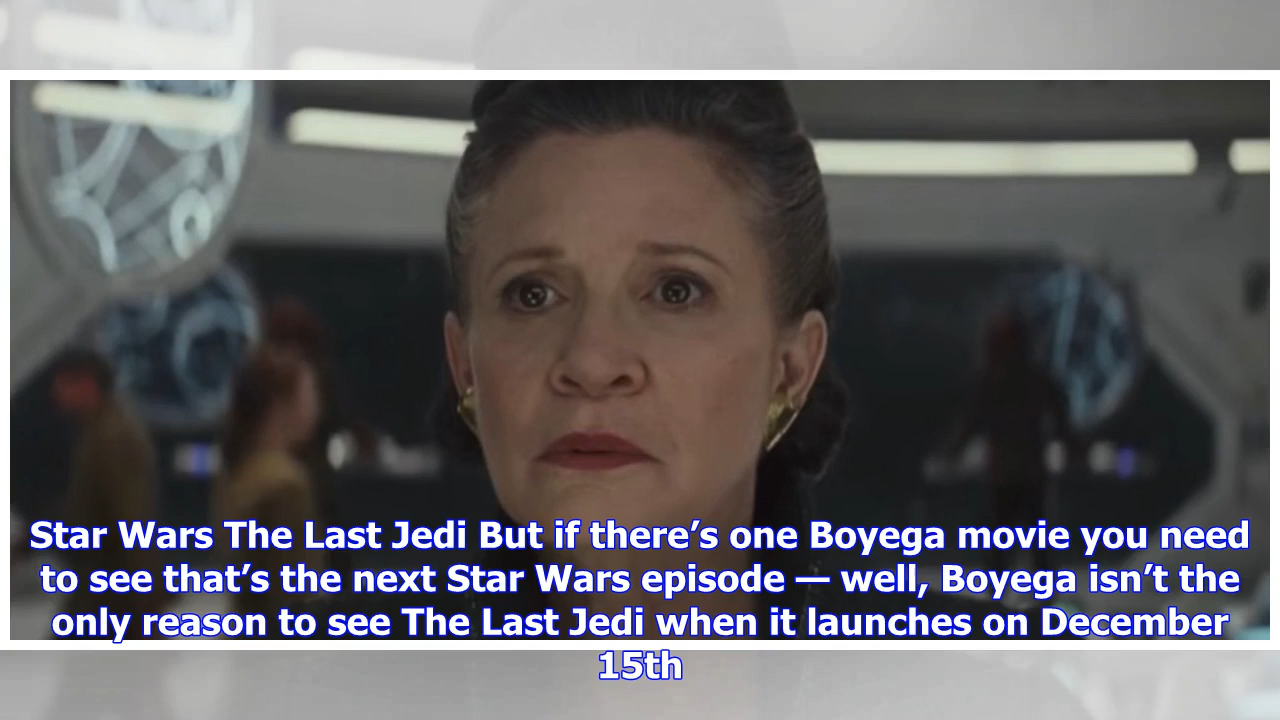 Star Wars The Last Jedi But if there’s one Boyega movie you need
to see that’s the next Star Wars episode — well, Boyega isn’t the
only reason to see The Last Jedi when it launches on December
15th